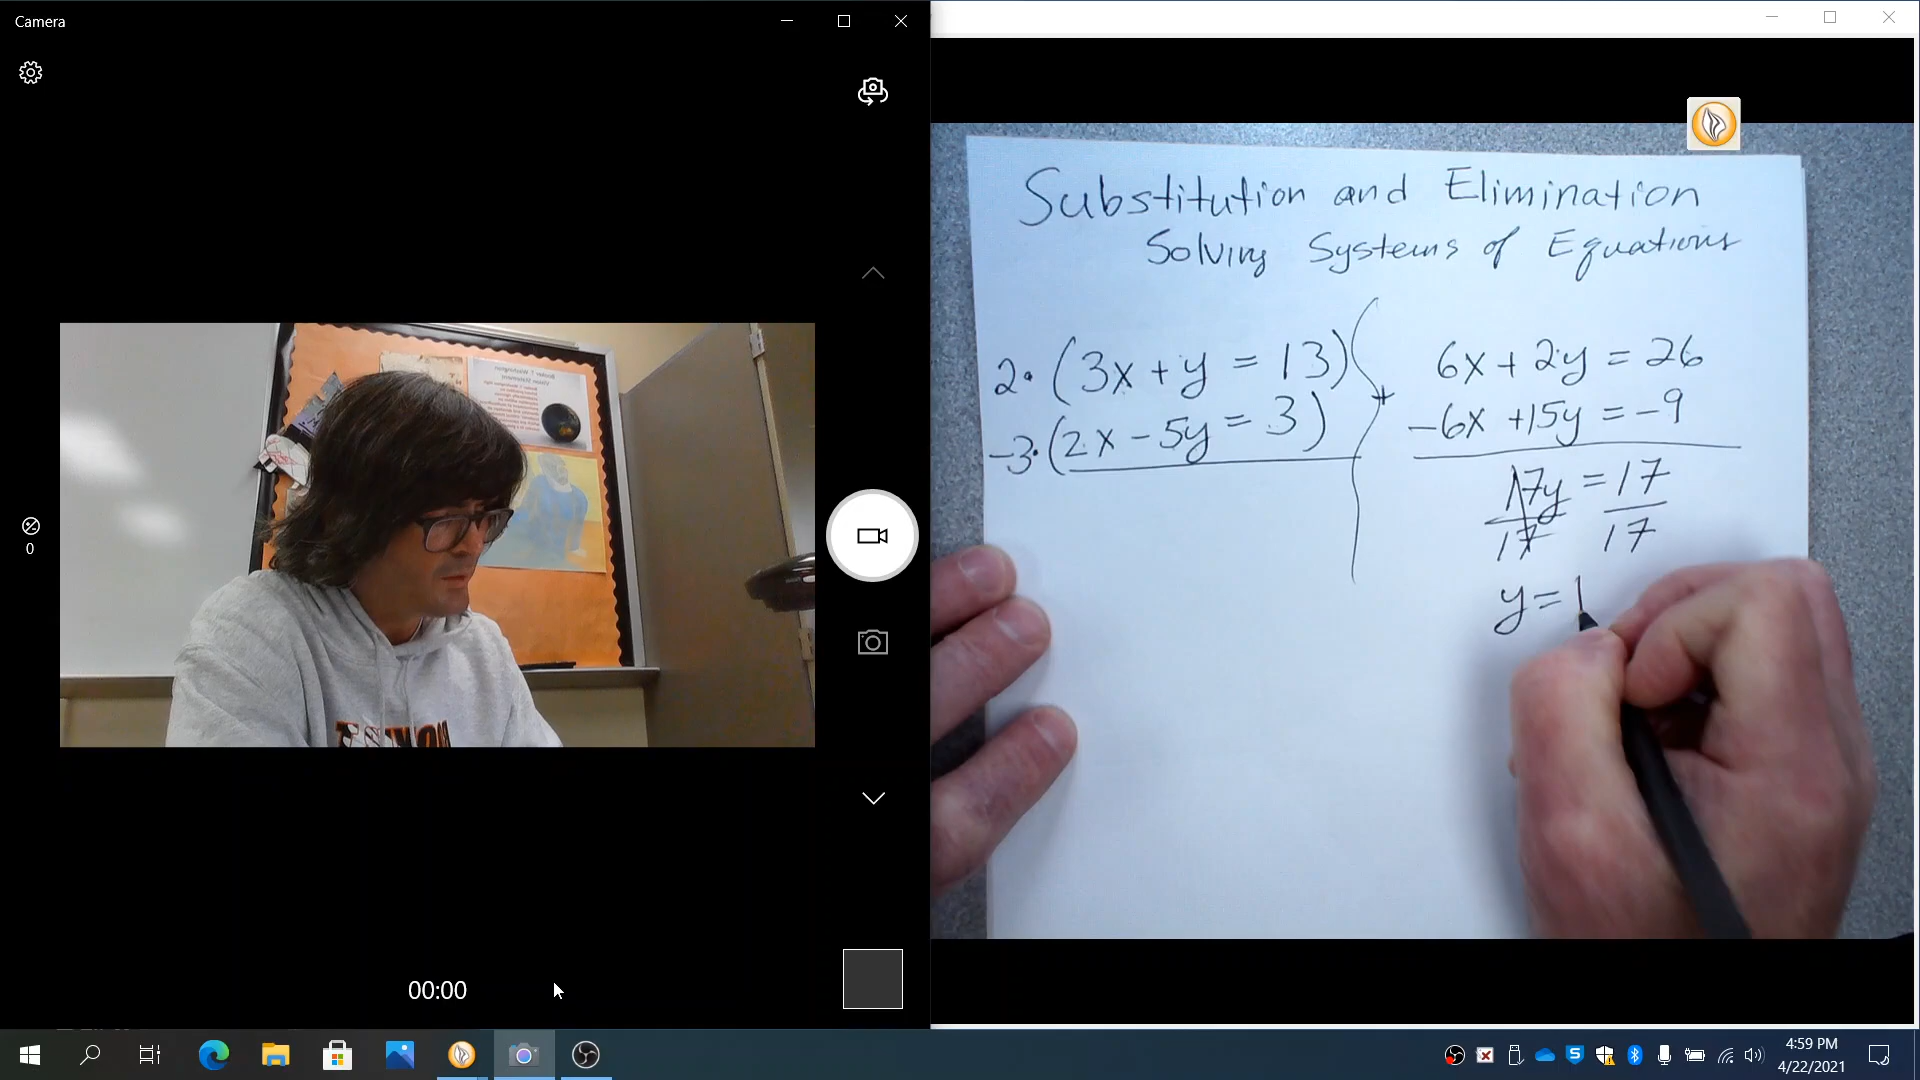 Camera
0
00:00
Substitution and Elimination
Solving Systems of Equations
2· (3x + y = 13)
-3· (2x - 5y = 3)
+
6x + 2y = 26
-6x + 15y = -9
17y = 17
17 17
y = 1
4:59 PM
4/22/2021